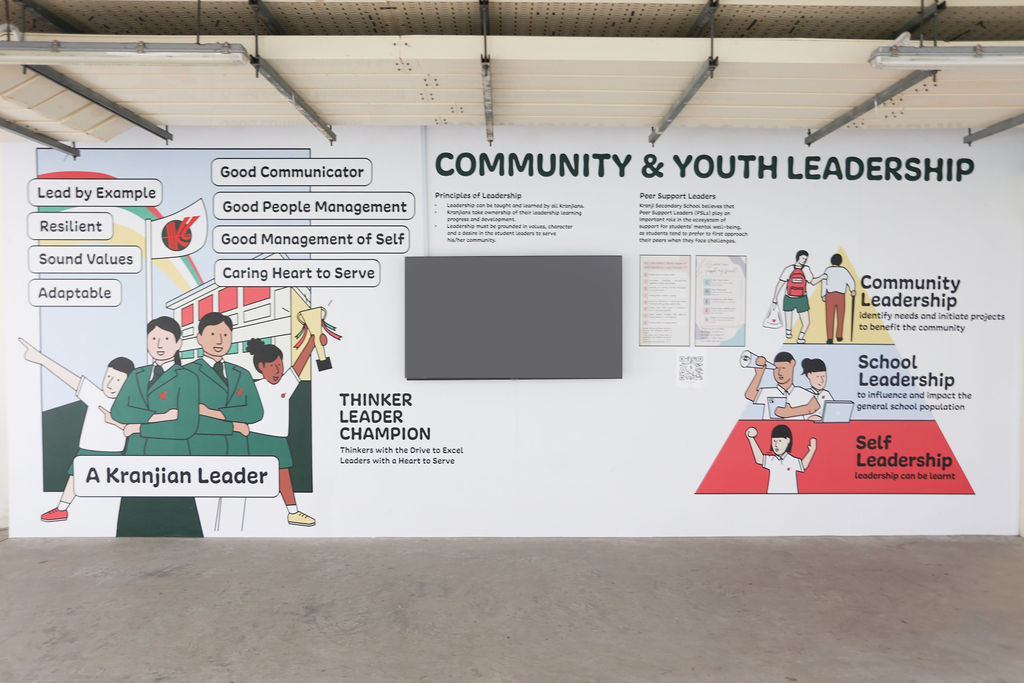 COMMUNITY & YOUTH LEADERSHIP
Lead by Example
Resilient
Sound Values
Adaptable
Good Communicator
Good People Management
Good Management of Self
Caring Heart to Serve
A Kranjian Leader
THINKER
LEADER
CHAMPION
Thinkers with the Drive to Excel
Leaders with a Heart to Serve
Principles of Leadership
• Leadership can be taught and learned by all Kranjians.
• Kranjians take ownership of their leadership learning
progress and development.
• Leadership must be grounded in values, character
and a desire in the student leaders to serve
his/her community.
Peer Support Leaders
Kranji Secondary School believes that
Peer Support Leaders (PSLs) play an
important role in the ecosystem of
support for students' mental well-being,
as students tend to prefer to first approach
their peers when they face challenges.
Community
Leadership
identify needs and initiate projects
to benefit the community
School
Leadership
to influence and impact the
general school population
Self
Leadership
leadership can be learnt